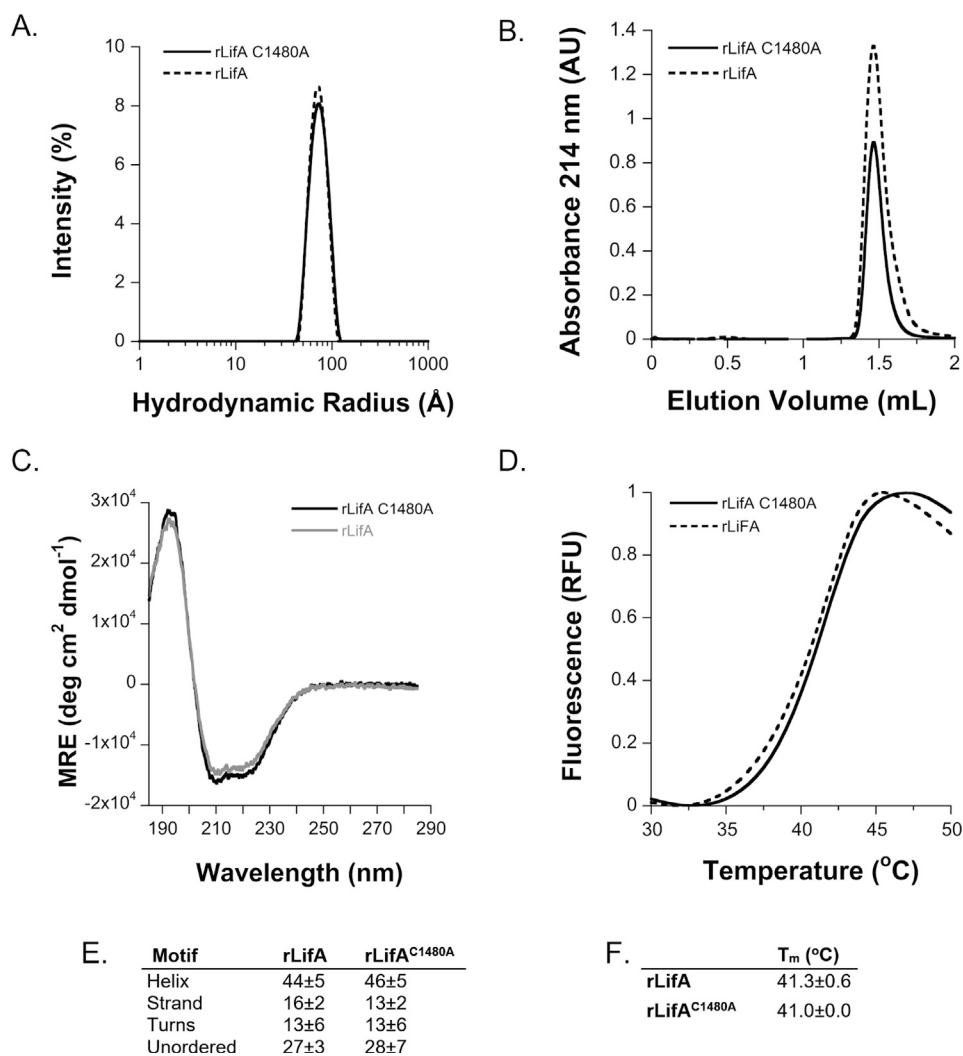 A.
rLifA C1480A
rLifA
10
8
6
4
2
0
Intensity (%)
1 10 100 1000
Hydrodynamic Radius (Å)
B.
rLifA C1480A
rLifA
1.4
1.2
1
0.8
0.6
0.4
0.2
0
Absorbance 214 nm (AU)
0 0.5 1 1.5 2
Elution Volume (mL)
C.
rLifA C1480A
rLifA
3x10⁴
2x10⁴
1x10⁴
0
-1x10⁴
-2x10⁴
MRE (deg cm² dmol⁻¹)
190 210 230 250 270 290
Wavelength (nm)
D.
rLifA C1480A
rLiFA
1
0.8
0.6
0.4
0.2
0
Fluorescence (RFU)
30 35 40 45 50
Temperature (°C)
E.
Motif rLifA rLifA^C1480A
Helix 44±5 46±5
Strand 16±2 13±2
Turns 13±6 13±6
Unordered 27±3 28±7
F.
Tₘ (°C)
rLifA 41.3±0.6
rLifA^C1480A 41.0±0.0